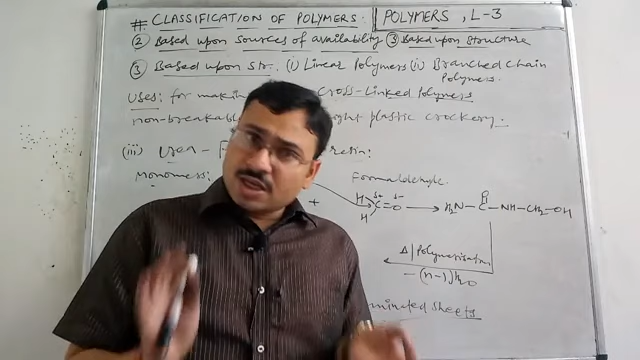 # CLASSIFICATION OF POLYMERS. POLYMERS, L-3
② Based upon Sources of availability ③ Based upon structure
③ Based upon Str. (i) Linear Polymers (ii) Branched chain Polymers.
Uses: for making Cross-Linked Polymers
non-breakable plastic crockery.
(iii) Urea - resin:
Monomers: Formaldehyde.
+ H H C=O δ+ δ- → H₂N-C-NH-CH₂-OH
O
Δ/Polymerisation
-(n-1)H₂O
Sheets